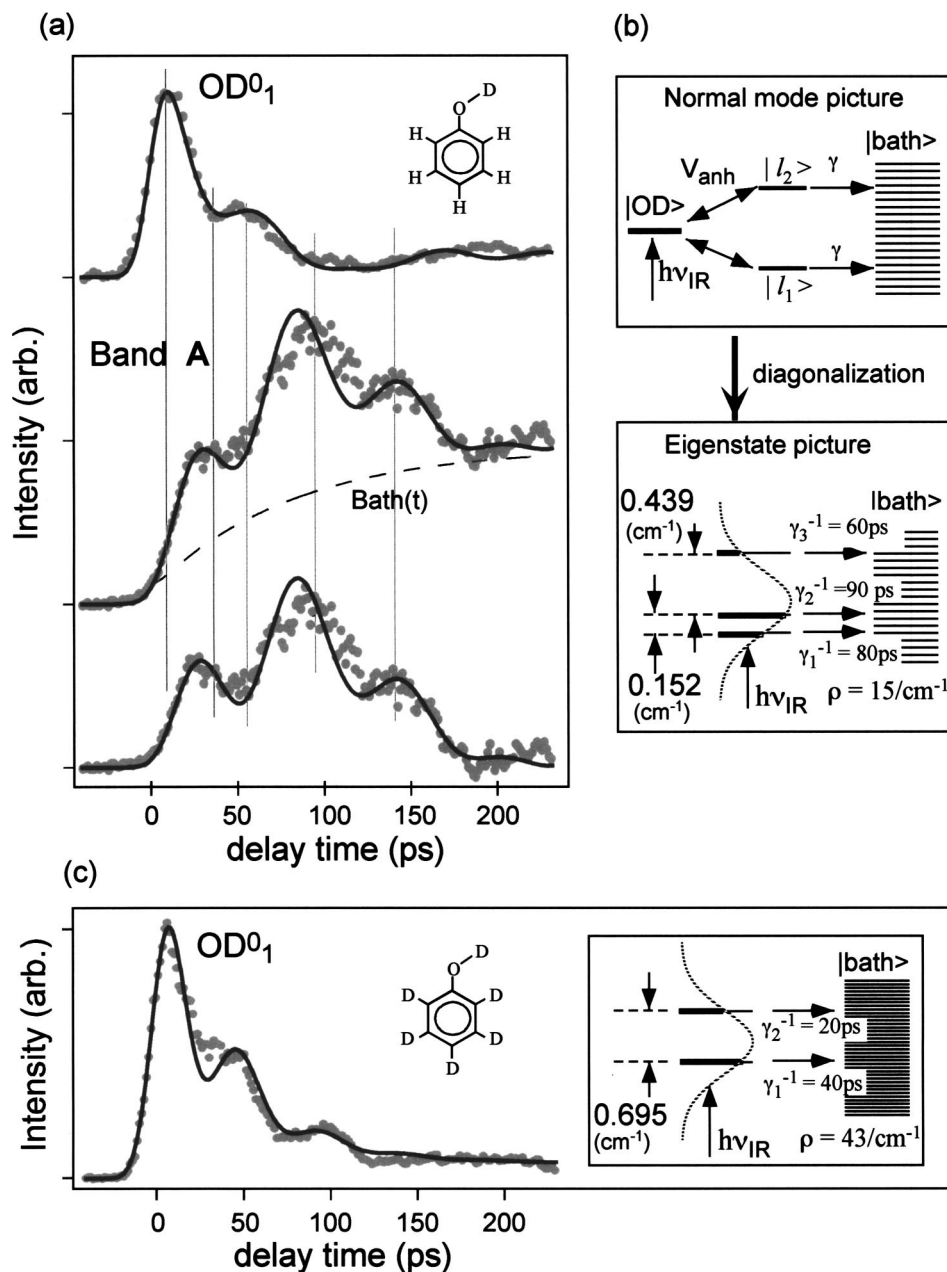 (a)
OD⁰₁
O
D
H
H
H
H
H
Band A
Bath(t)
Intensity (arb.)
0
50
100
150
200
delay time (ps)
(b)
Normal mode picture
|bath>
V_anh
| l₂ >
γ
|OD>
hν_IR
| l₁ >
γ
diagonalization
Eigenstate picture
|bath>
0.439
(cm⁻¹)
γ₃⁻¹ = 60ps
γ₂⁻¹ =90 ps
γ₁⁻¹ = 80ps
0.152
(cm⁻¹)
hν_IR
ρ = 15/cm⁻¹
(c)
OD⁰₁
O
D
D
D
D
D
D
Intensity (arb.)
0
50
100
150
200
delay time (ps)
|bath>
γ₂⁻¹ = 20ps
γ₁⁻¹ = 40ps
0.695
(cm⁻¹)
hν_IR
ρ = 43/cm⁻¹